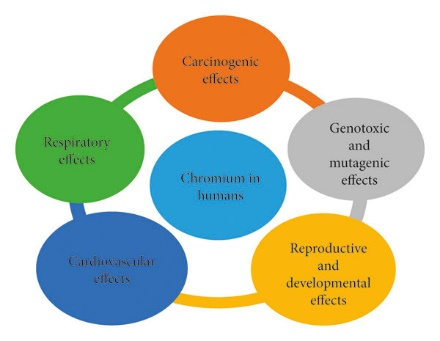 Carcinogenic
effects
Genotoxic
and
mutagenic
effects
Respiratory
effects
Chromium in
humans
Cardiovascular
effects
Reproductive
and
developmental
effects